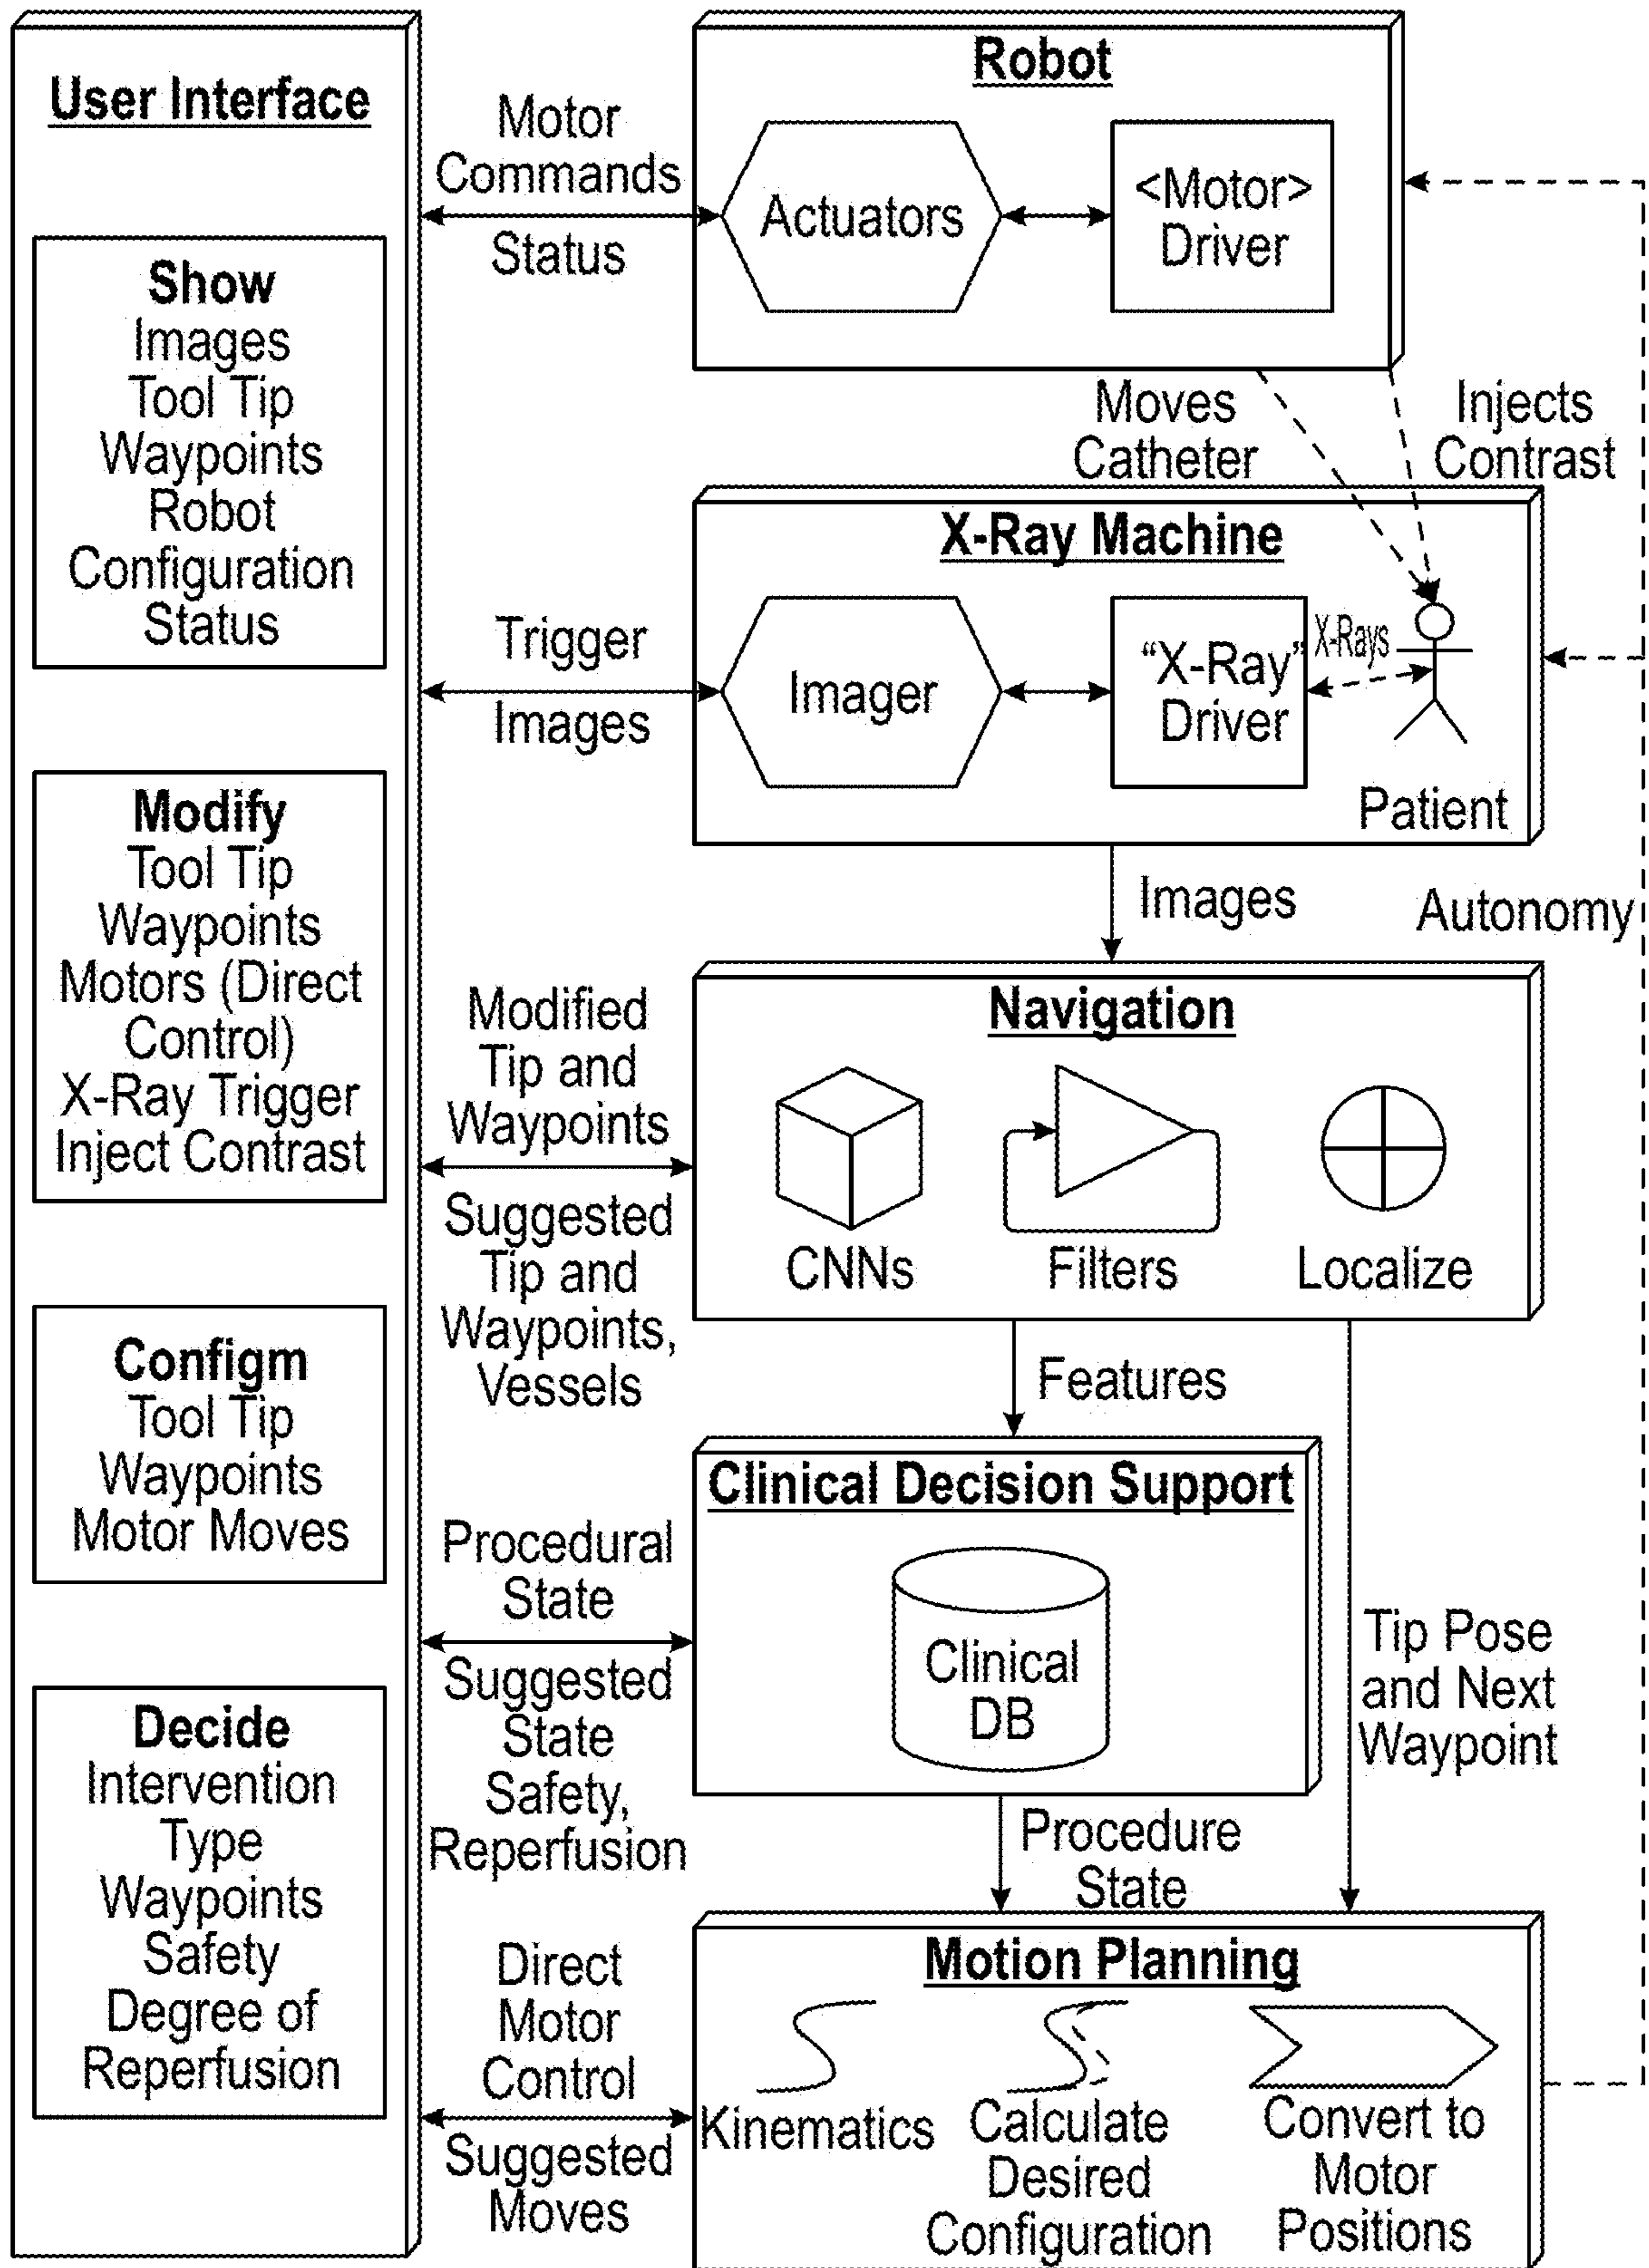 User Interface
Show
Images
Tool Tip
Waypoints
Robot
Configuration
Status
Modify
Tool Tip
Waypoints
Motors (Direct
Control)
X-Ray Trigger
Inject Contrast
Configm
Tool Tip
Waypoints
Motor Moves
Decide
Intervention
Type
Waypoints
Safety
Degree of
Reperfusion
Motor
Commands
Status
Trigger
Images
Modified
Tip and
Waypoints
Suggested
Tip and
Waypoints,
Vessels
Procedural
State
Suggested
State
Safety,
Reperfusion
Direct
Motor
Control
Suggested
Moves
Robot
Actuators
<Motor>
Driver
Moves
Catheter
Injects
Contrast
X-Ray Machine
Imager
“X-Ray”
Driver
X-Rays
Patient
Images
Autonomy
Navigation
CNNs
Filters
Localize
Features
Clinical Decision Support
Clinical
DB
Tip Pose
and Next
Waypoint
Procedure
State
Motion Planning
Kinematics
Calculate
Desired
Configuration
Convert to
Motor
Positions